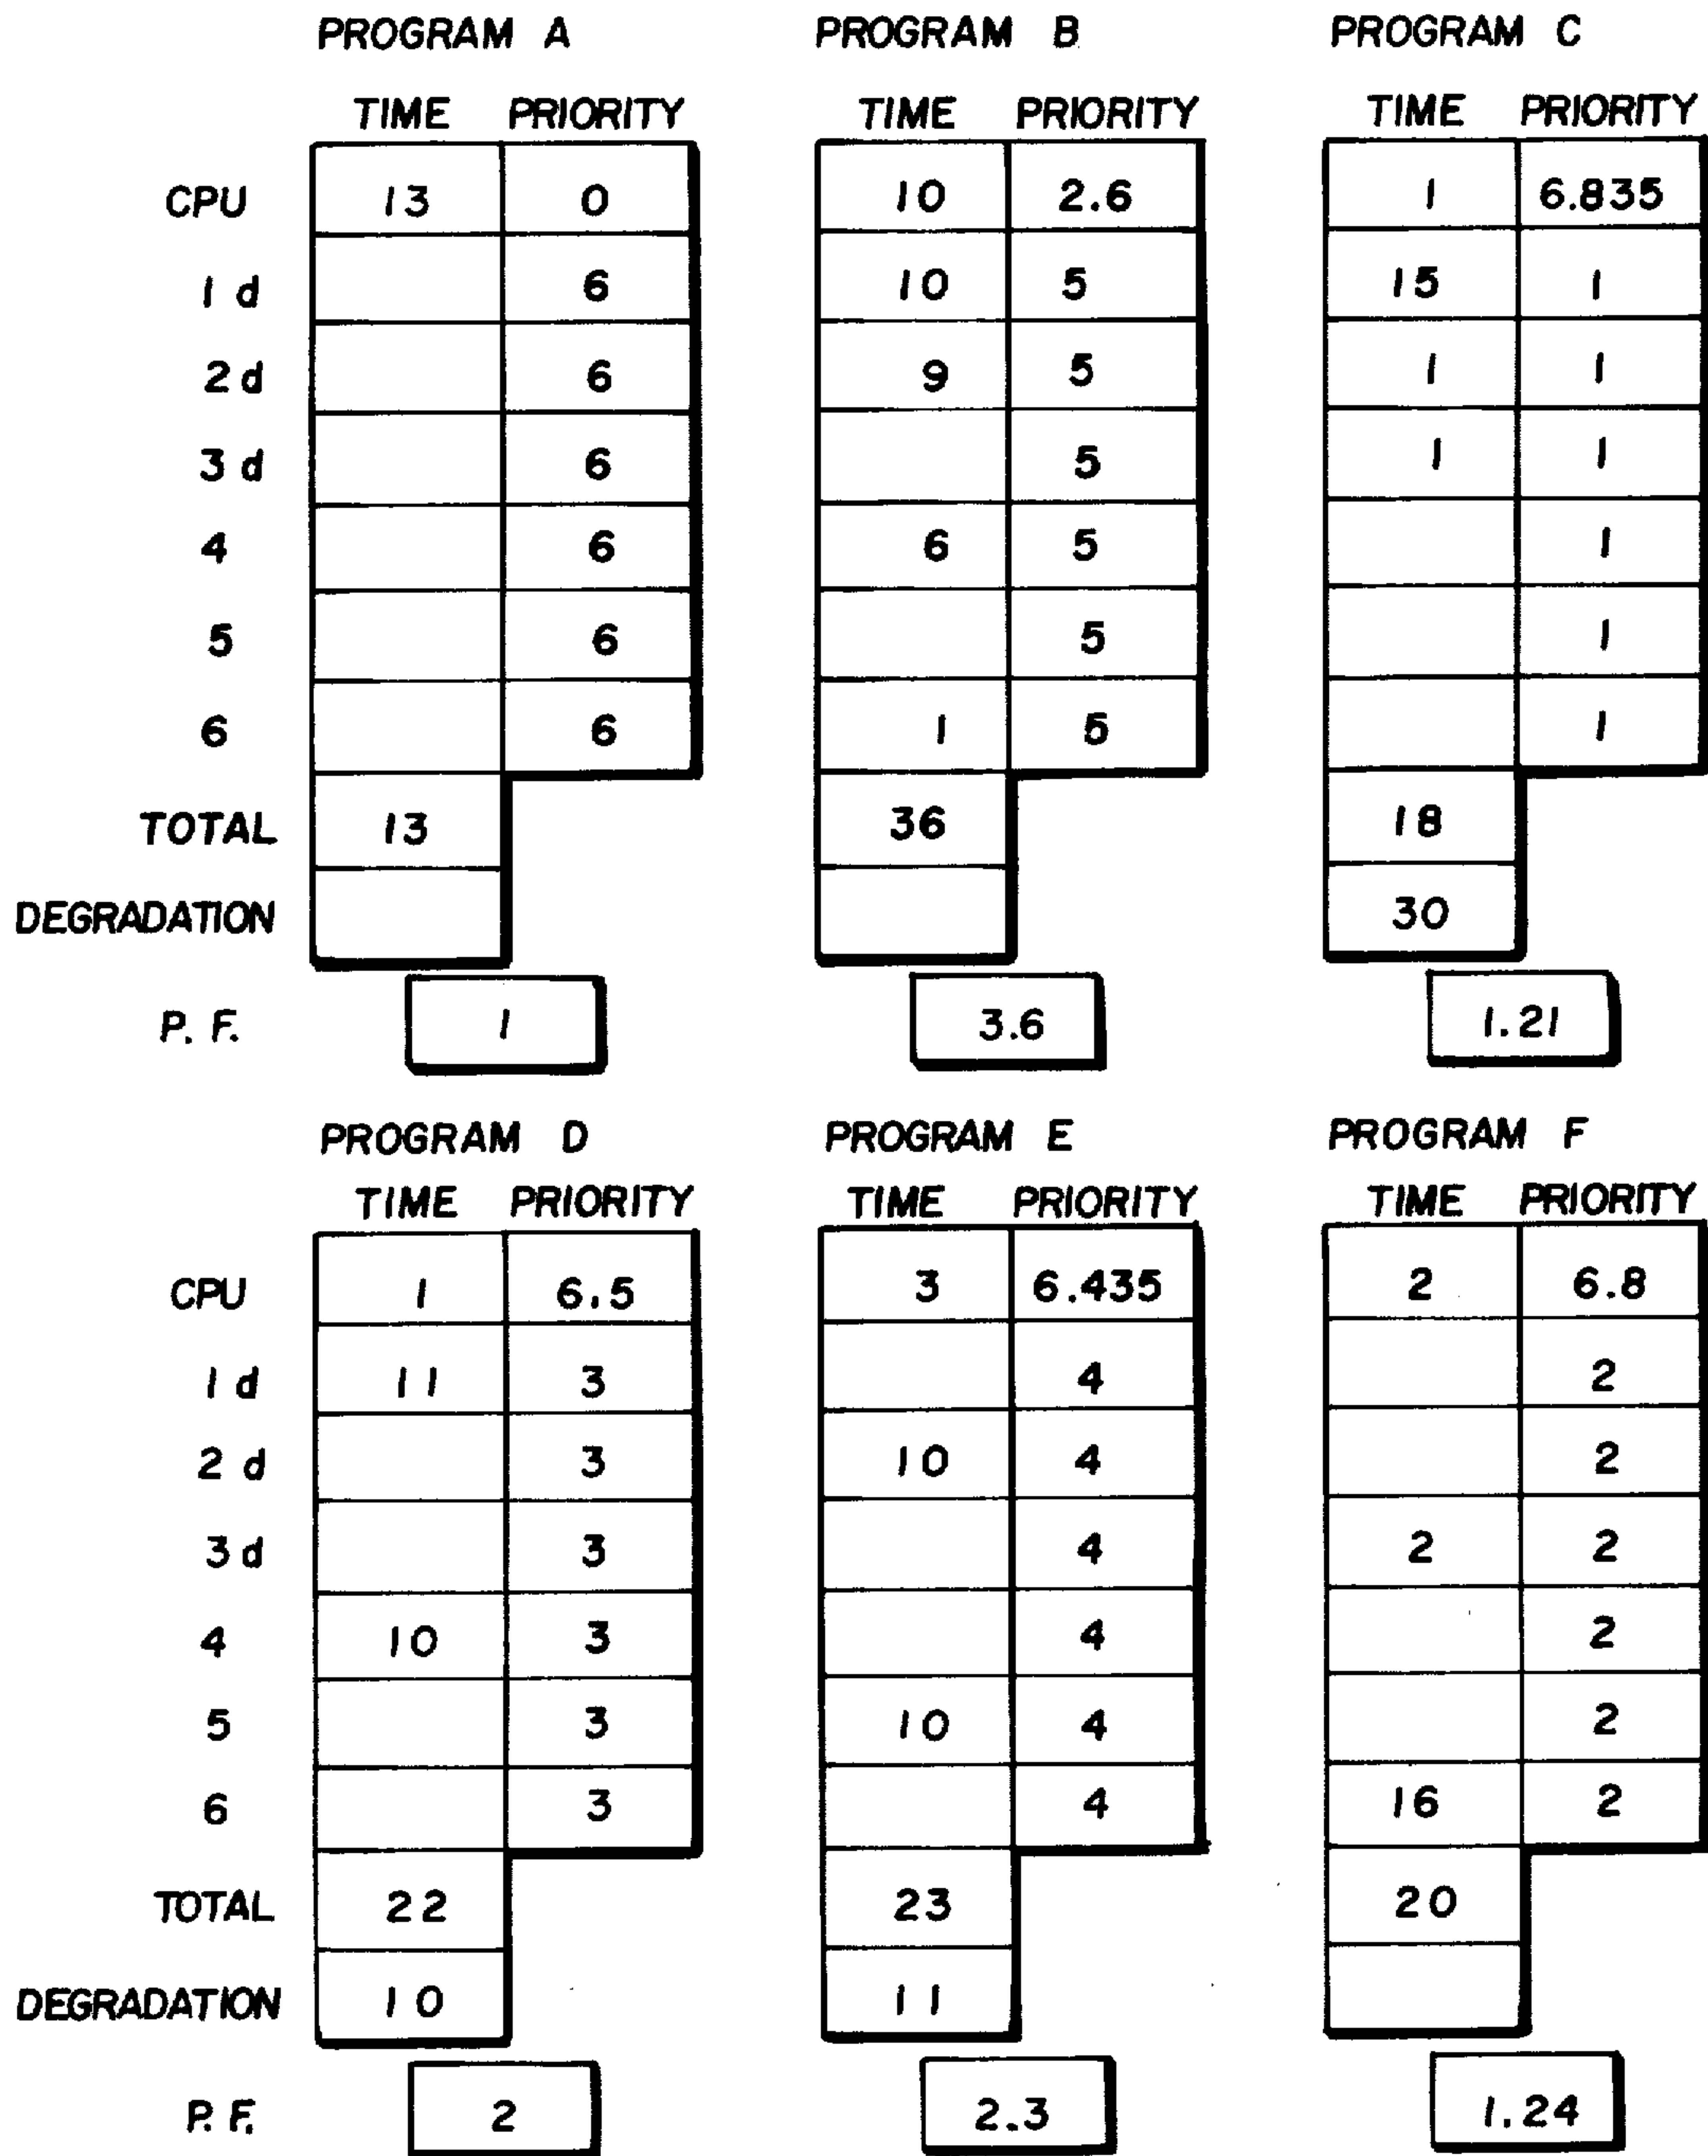 PROGRAM A PROGRAM B PROGRAM C
TIME PRIORITY TIME PRIORITY TIME PRIORITY
CPU 13 0 10 2.6 1 6.835
1 d 6 10 5 15 1
2 d 6 9 5 1 1
3 d 6 5 1 1
4 6 6 5 1
5 6 5 1
6 6 1 5 1
TOTAL 13 36 18
DEGRADATION 30
P. F. 1 3.6 1.21
PROGRAM D PROGRAM E PROGRAM F
TIME PRIORITY TIME PRIORITY TIME PRIORITY
CPU 1 6.5 3 6.435 2 6.8
1 d 11 3 4 2
2 d 3 10 4 2
3 d 3 4 2 2
4 10 3 4 2
5 3 10 4 2
6 3 4 16 2
TOTAL 22 23 20
DEGRADATION 10 11
P. F. 2 2.3 1.24